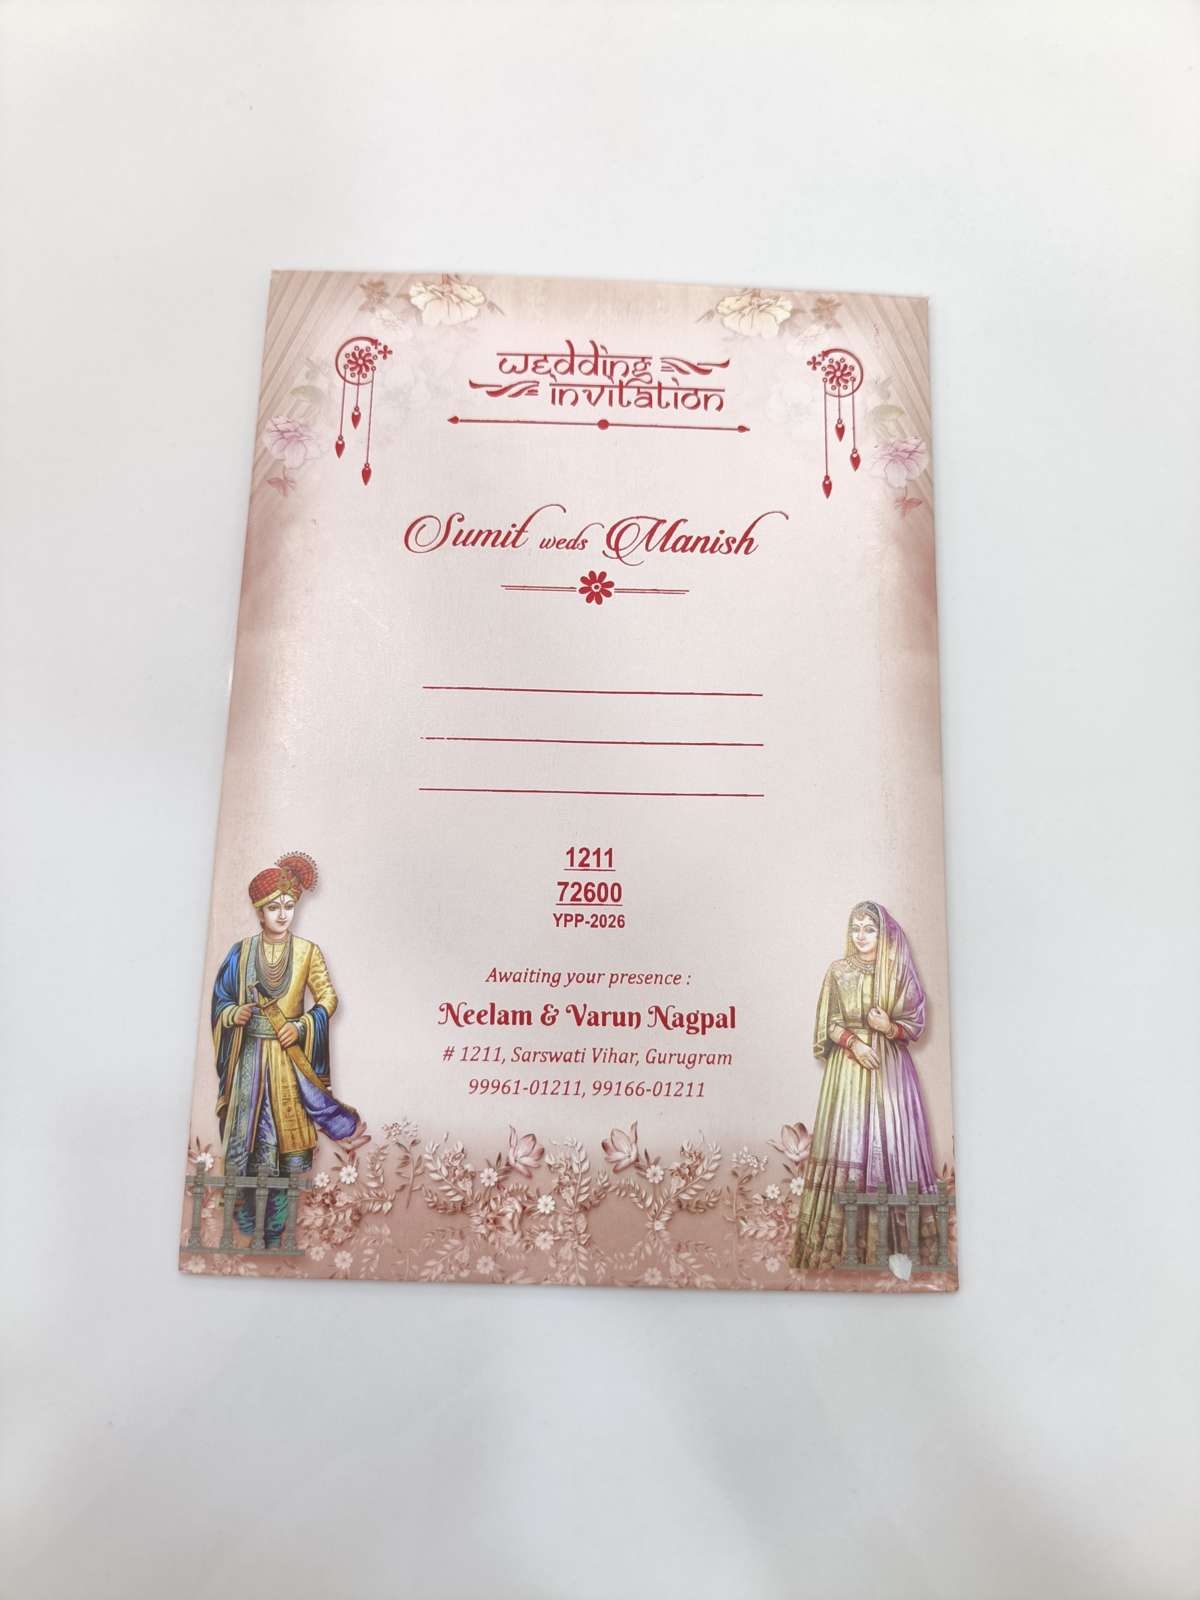 wedding
invitation
Sumit weds Manish
1211
72600
YPP-2026
Awaiting your presence :
Neelam & Varun Nagpal
# 1211, Sarswati Vihar, Gurugram
99961-01211, 99166-01211